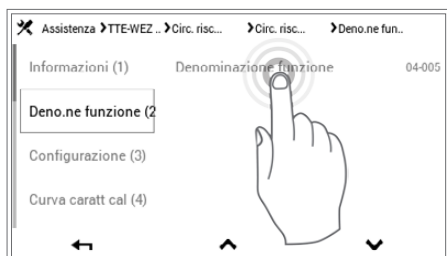 Assistenza >TTE-WEZ .. >Circ. risc... >Circ. risc... >Deno.ne fun..
Informazioni (1) Denominazione funzione 04-005
Deno.ne funzione (2
Configurazione (3)
Curva caratt cal (4)